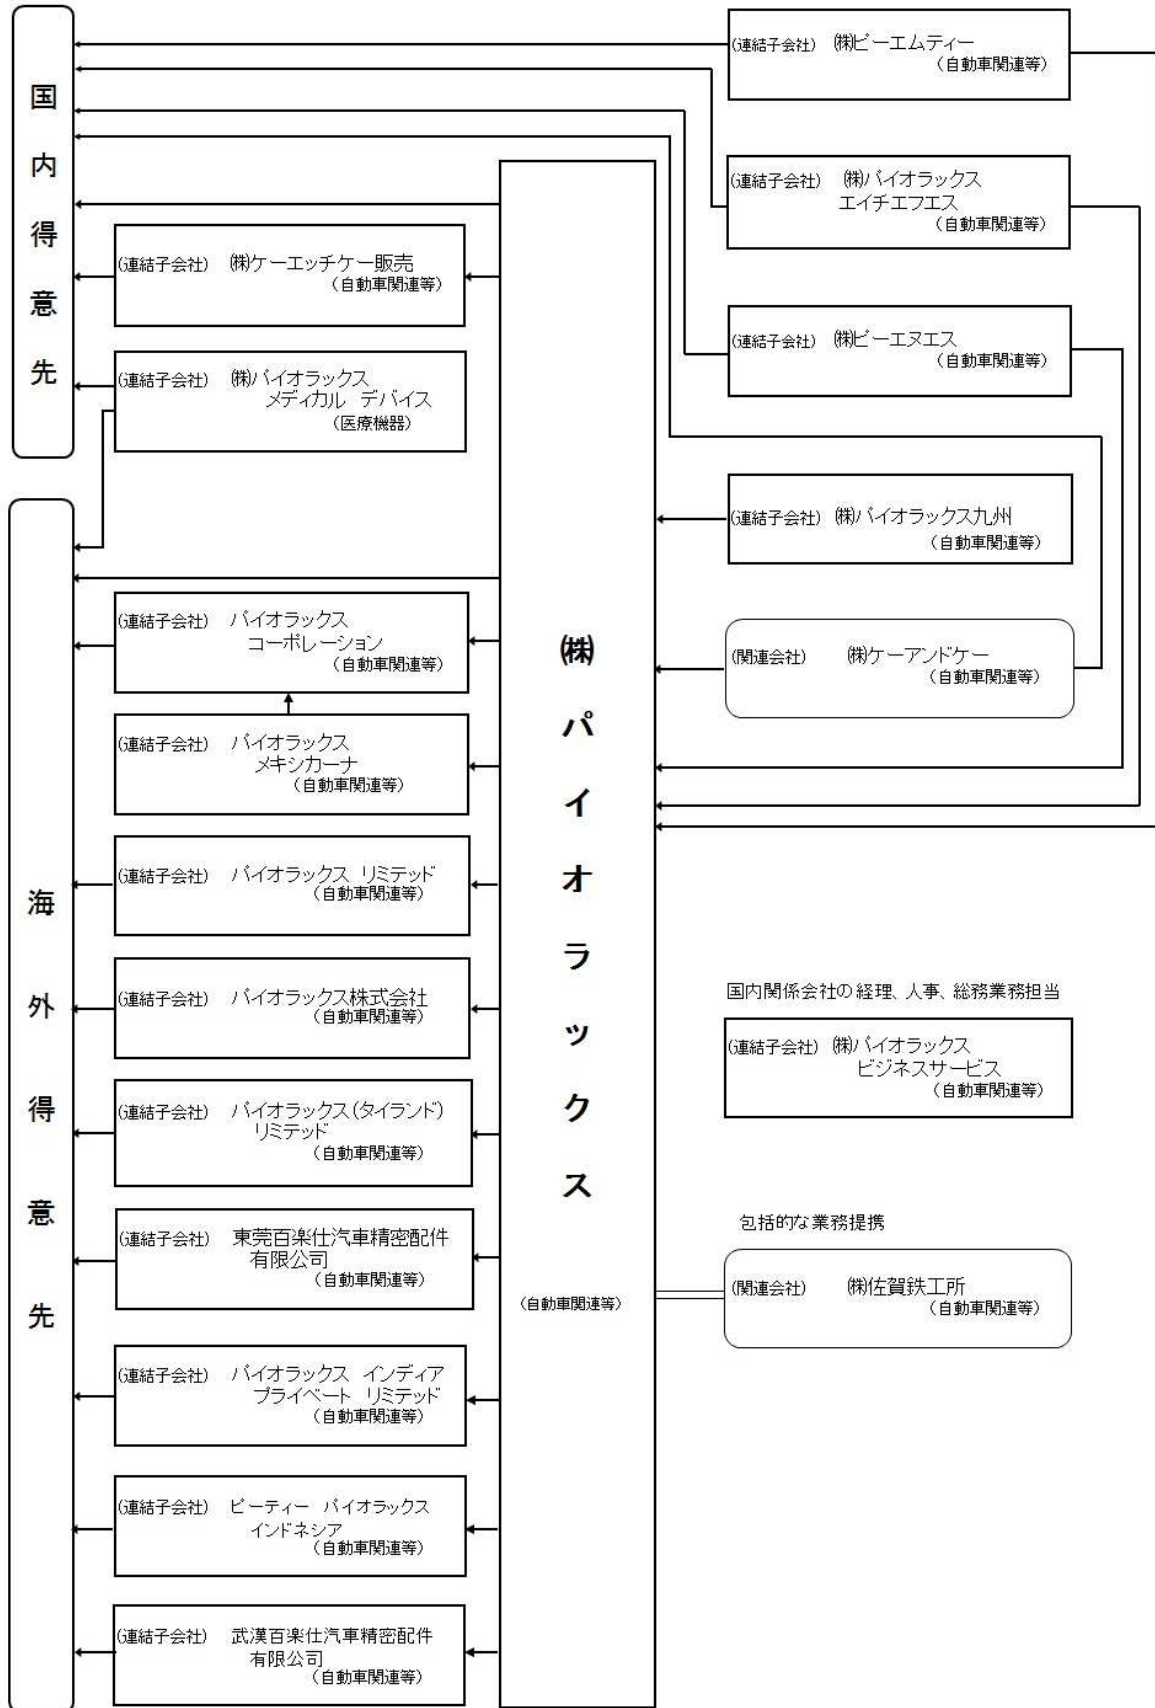 国内得意先
(連結子会社) ㈱ピーエムティー
(自動車関連等)
(連結子会社) ㈱パイオラックス
エイチエフエス
(自動車関連等)
(連結子会社) ㈱ケーエッチケー販売
(自動車関連等)
(連結子会社) ㈱ピーエヌエス
(自動車関連等)
(連結子会社) ㈱パイオラックス
メディカル デバイス
(医療機器)
(連結子会社) ㈱パイオラックス九州
(自動車関連等)
海外得意先
㈱パイオラックス
(自動車関連等)
(連結子会社) パイオラックス
コーポレーション
(自動車関連等)
(関連会社) ㈱ケーアンドケー
(自動車関連等)
(連結子会社) パイオラックス
メキシカーナ
(自動車関連等)
(連結子会社) パイオラックス リミテッド
(自動車関連等)
(連結子会社) パイオラックス株式会社
(自動車関連等)
国内関係会社の経理、人事、総務業務担当
(連結子会社) ㈱パイオラックス
ビジネスサービス
(自動車関連等)
(連結子会社) パイオラックス(タイランド)
リミテッド
(自動車関連等)
(連結子会社) 東莞百楽仕汽車精密配件
有限公司
(自動車関連等)
包括的な業務提携
(関連会社) ㈱佐賀鉄工所
(自動車関連等)
(連結子会社) パイオラックス インディア
プライベート リミテッド
(自動車関連等)
(連結子会社) ピーティー パイオラックス
インドネシア
(自動車関連等)
(連結子会社) 武漢百楽仕汽車精密配件
有限公司
(自動車関連等)